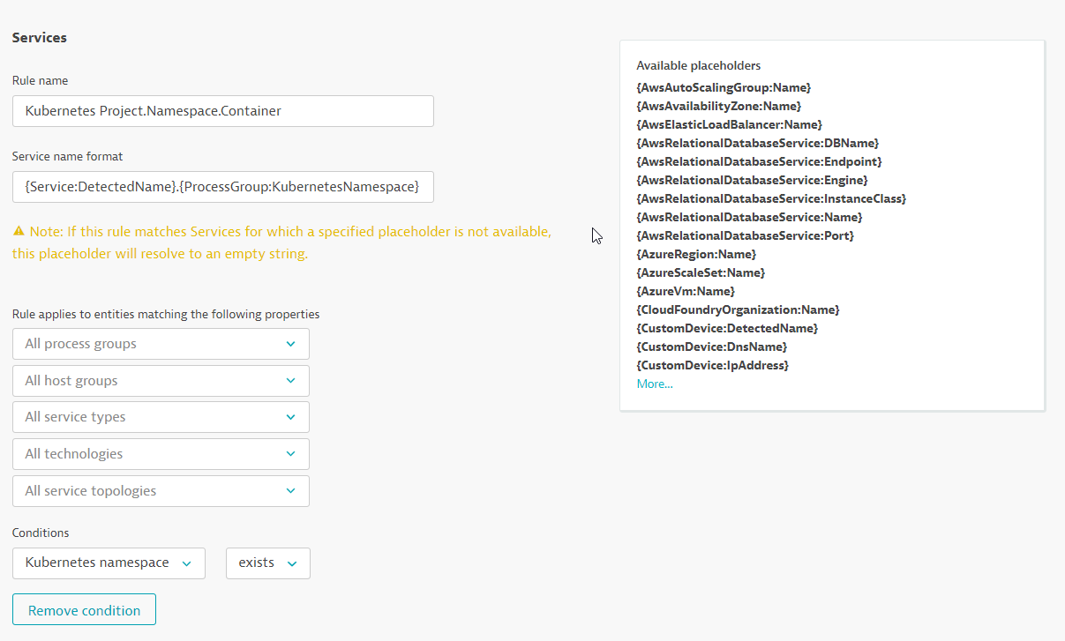 Services
Rule name
Kubernetes Project.Namespace.Container
Service name format
{Service:DetectedName}.{ProcessGroup:KubernetesNamespace}
Note: If this rule matches Services for which a specified placeholder is not available,
this placeholder will resolve to an empty string.
Rule applies to entities matching the following properties
All process groups
All host groups
All service types
All technologies
All service topologies
Conditions
Kubernetes namespace
exists
Remove condition
Available placeholders
{AwsAutoScalingGroup:Name}
{AwsAvailabilityZone:Name}
{AwsElasticLoadBalancer:Name}
{AwsRelationalDatabaseService:DBName}
{AwsRelationalDatabaseService:Endpoint}
{AwsRelationalDatabaseService:Engine}
{AwsRelationalDatabaseService:InstanceClass}
{AwsRelationalDatabaseService:Name}
{AwsRelationalDatabaseService:Port}
{AzureRegion:Name}
{AzureScaleSet:Name}
{AzureVm:Name}
{CloudFoundryOrganization:Name}
{CustomDevice:DetectedName}
{CustomDevice:DnsName}
{CustomDevice:IpAddress}
More...